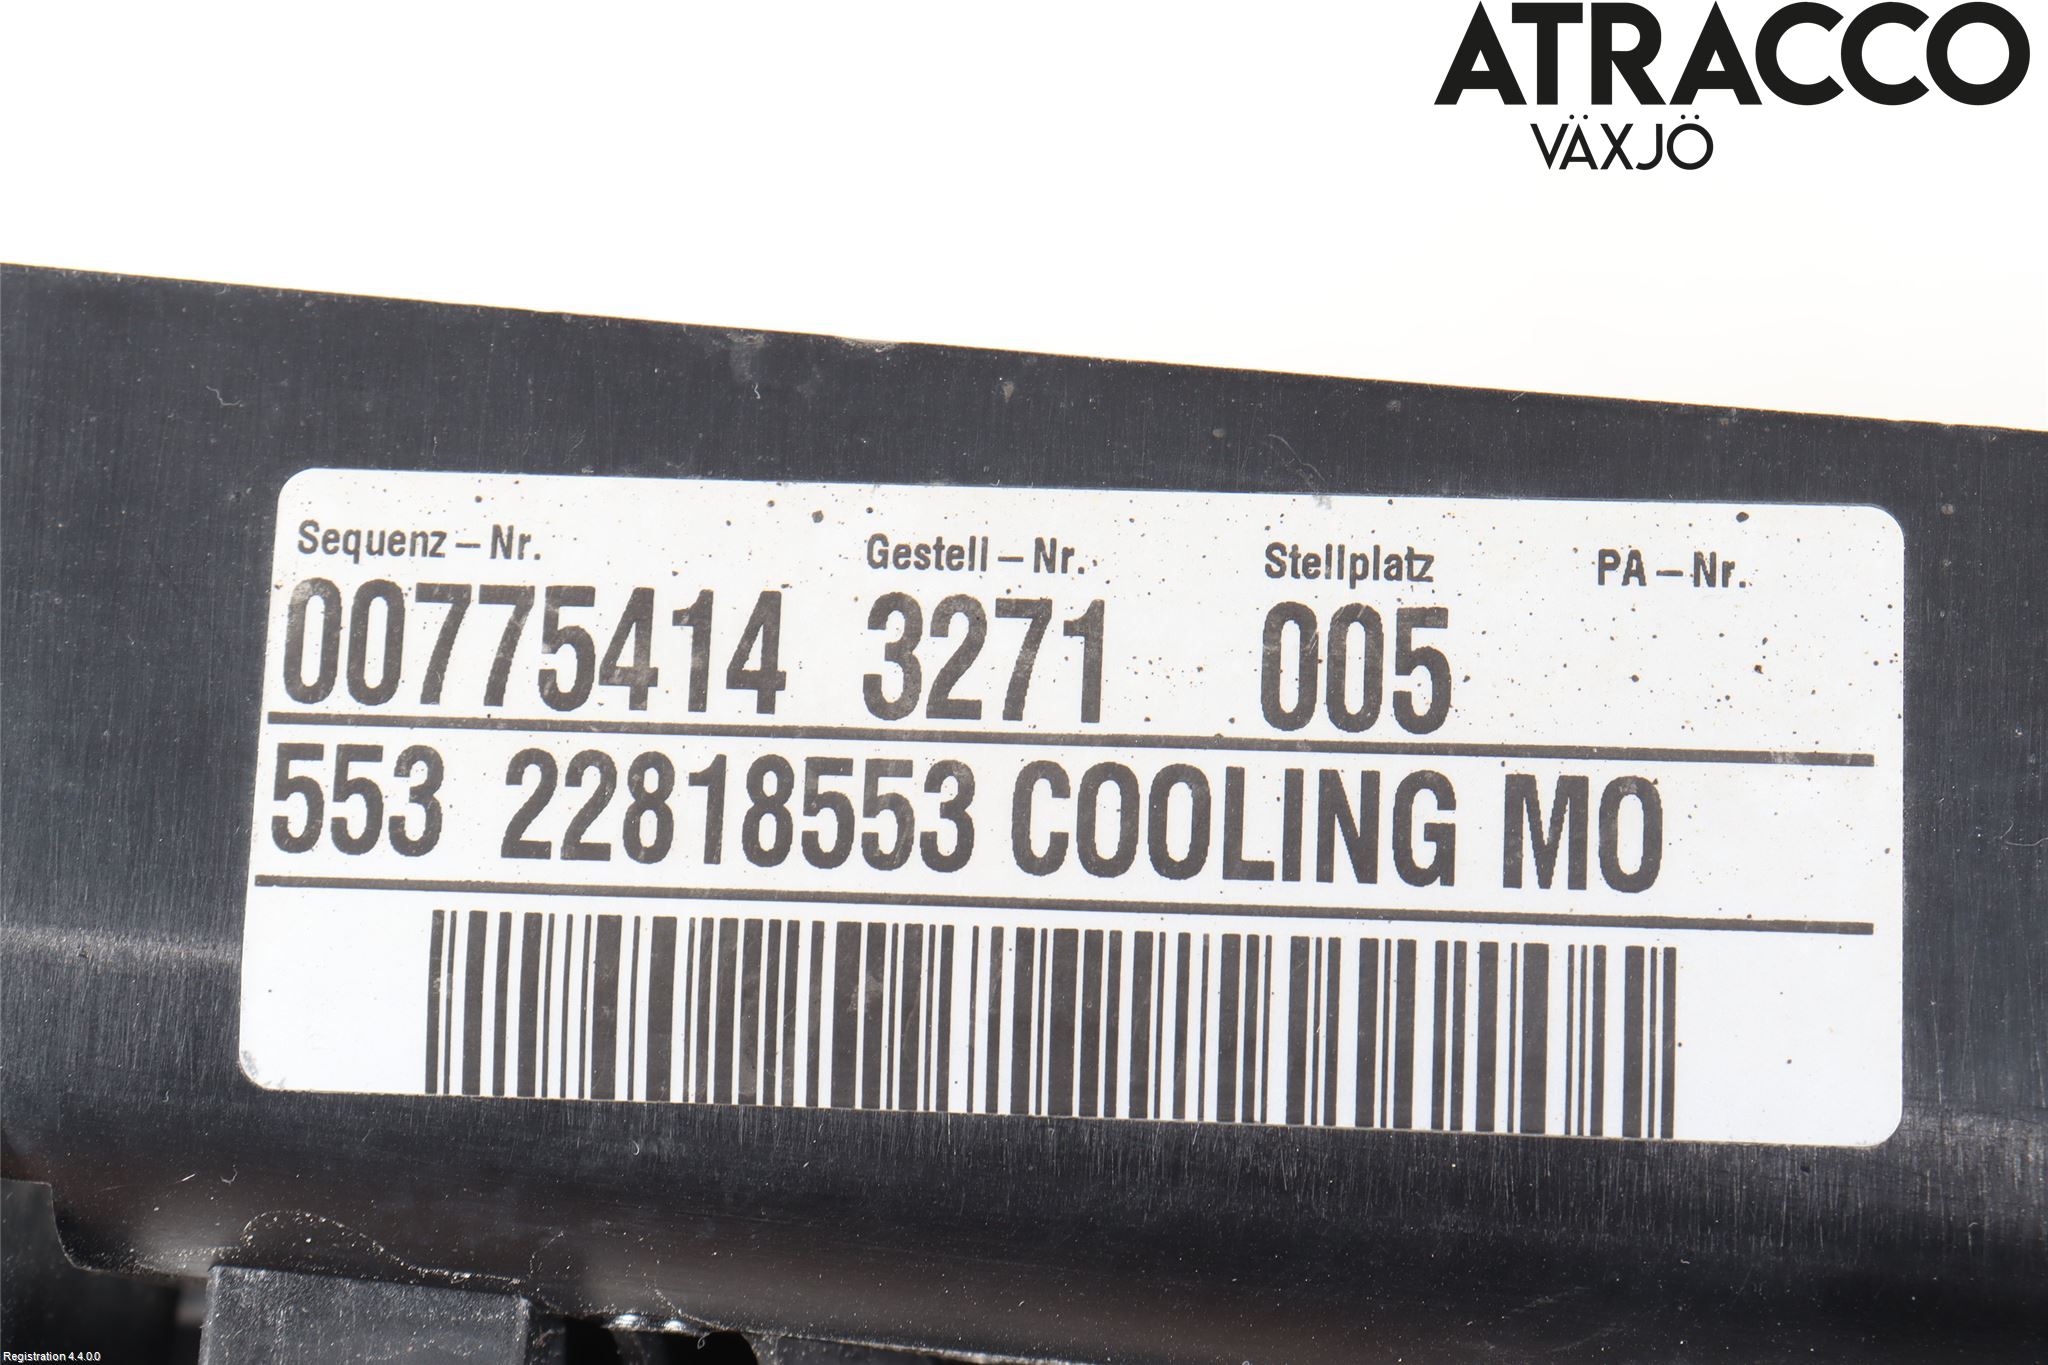 ATRACCO
VÄXJÖ
Sequenz-Nr. Gestell-Nr. Stellplatz PA-Nr.
00775414 3271 005
553 22818553 COOLING MO
Registration 4.4.0.0